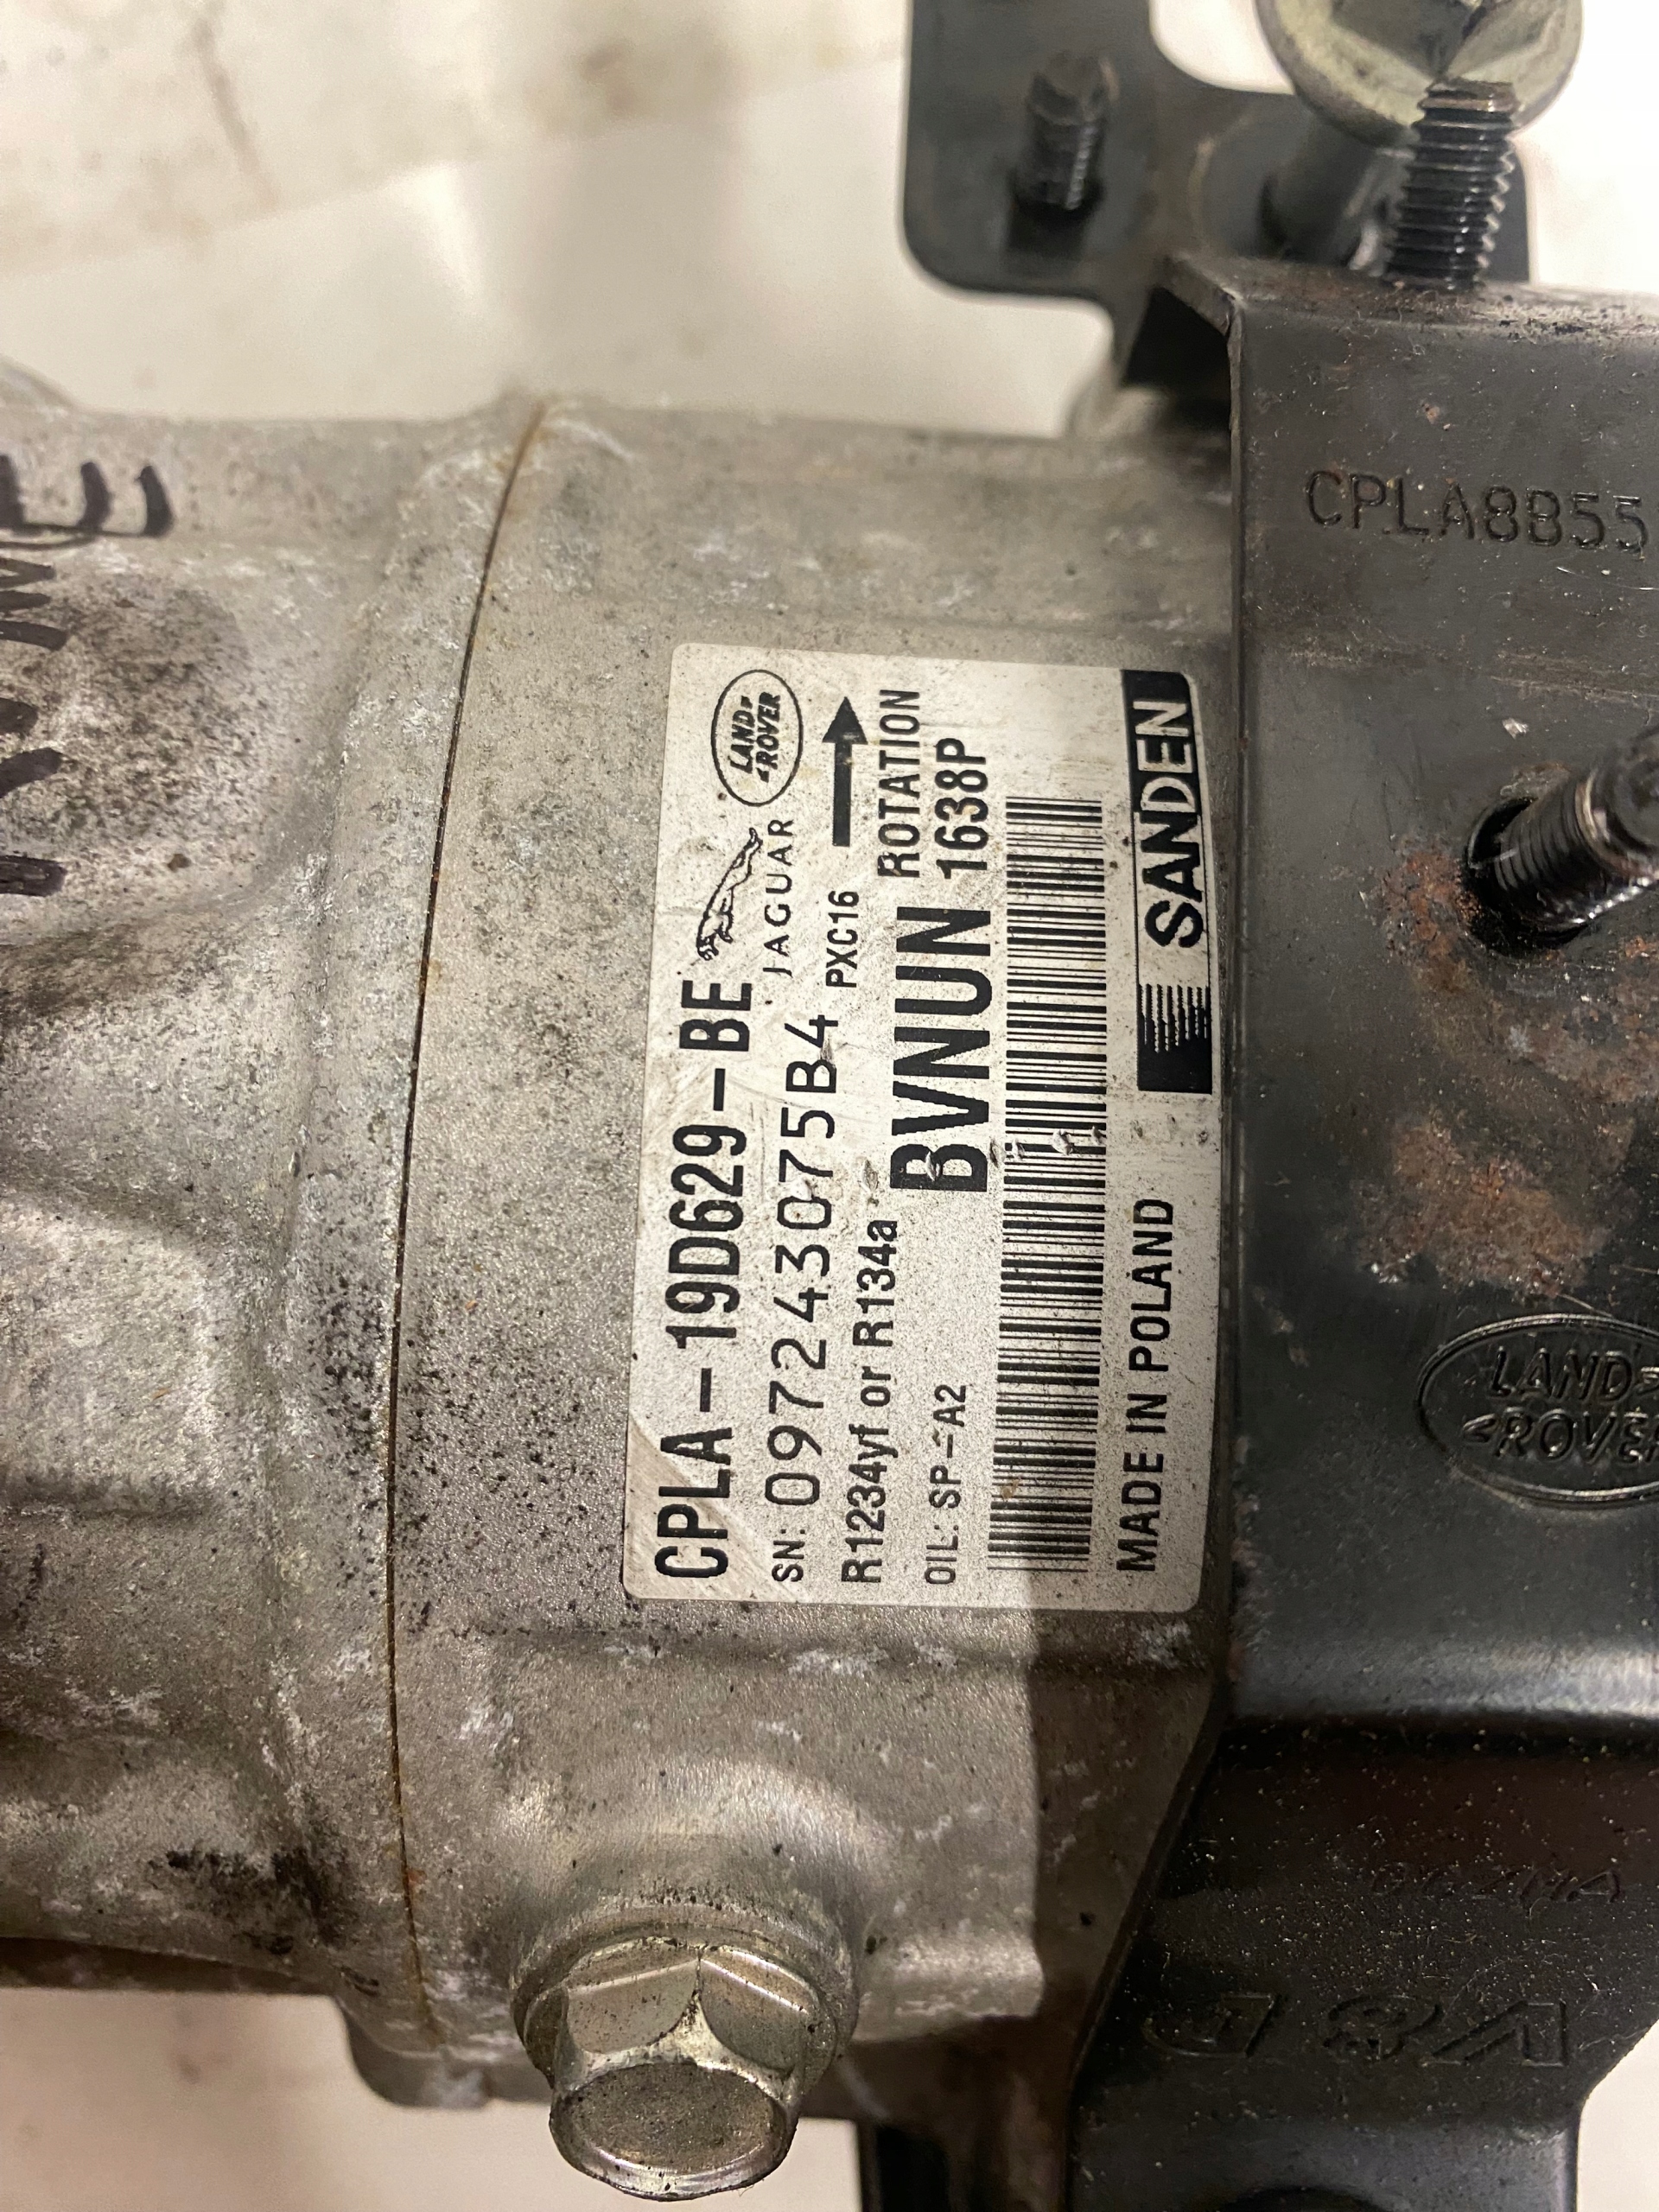 CPLA-19D629-BE
JAGUAR
LAND-
ROVER
SN: 097243075B4
PXC16
R1234yf or R134a
ROTATION
OIL: SP-A2
BVNUN 1638P
MADE IN POLAND
SANDEN
CPLA8B55
LAND
ROVER
V8 D